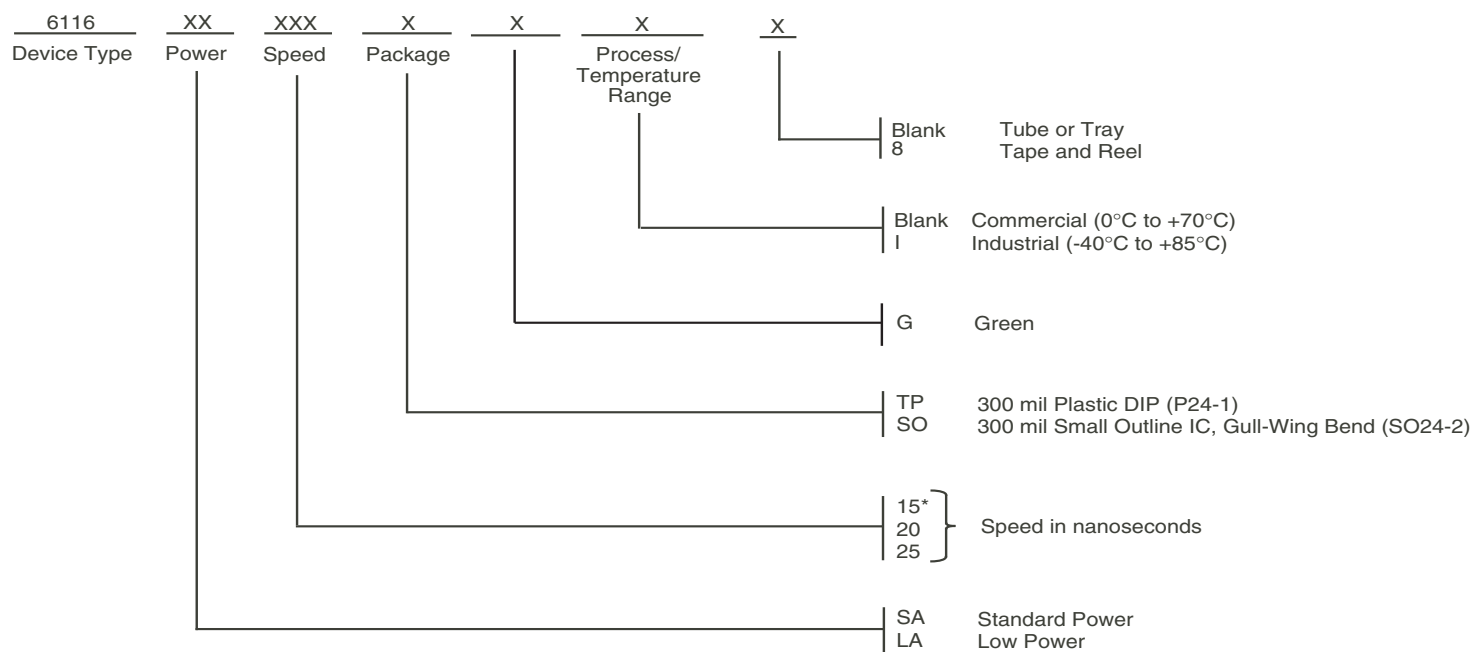 6116 XX XXX X X X X
Device Type Power Speed Package Process/
Temperature
Range
Blank Tube or Tray
8 Tape and Reel
Blank Commercial (0°C to +70°C)
I Industrial (-40°C to +85°C)
G Green
TP 300 mil Plastic DIP (P24-1)
SO 300 mil Small Outline IC, Gull-Wing Bend (SO24-2)
15*
20 Speed in nanoseconds
25
SA Standard Power
LA Low Power